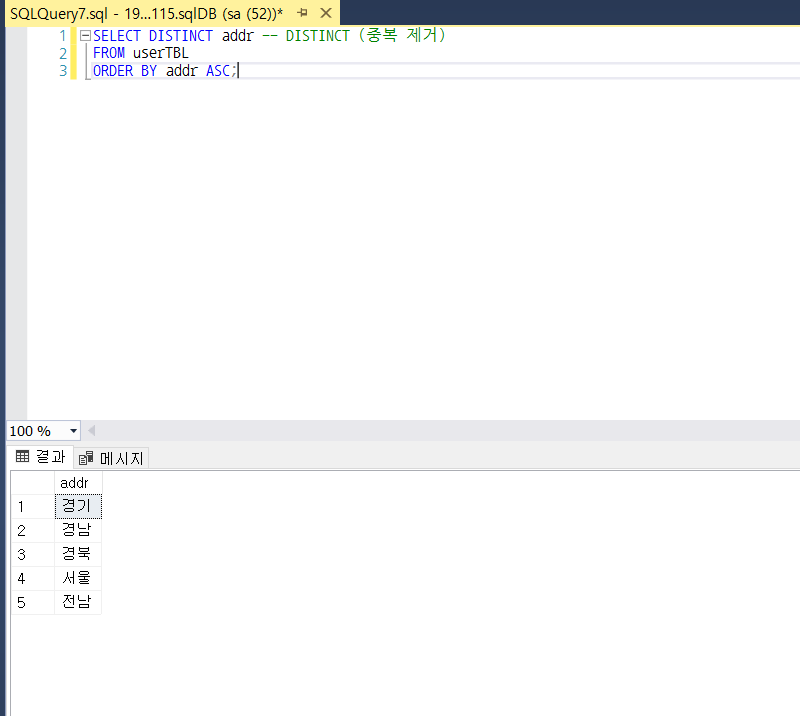 SQLQuery7.sql - 19...115.sqlDB (sa (52))*
1 SELECT DISTINCT addr -- DISTINCT (중복 제거)
2 FROM userTBL
3 ORDER BY addr ASC;
100 %
결과 메시지
addr
1 경기
2 경남
3 경북
4 서울
5 전남